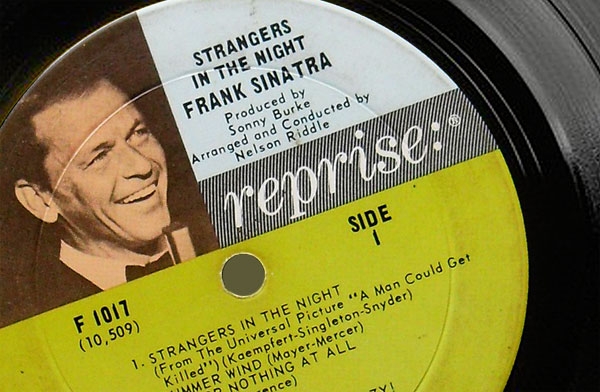 STRANGERS
IN THE NIGHT
FRANK SINATRA
Produced by
Sonny Burke
Arranged and Conducted by
Nelson Riddle
reprise:®
SIDE
1
F 1017
(10,509)
1. STRANGERS IN THE NIGHT
(From The Universal Picture "A Man Could Get
Killed") (Kaempfert-Singleton-Snyder)
SUMMER WIND (Mayer-Mercer)
NOTHING AT ALL